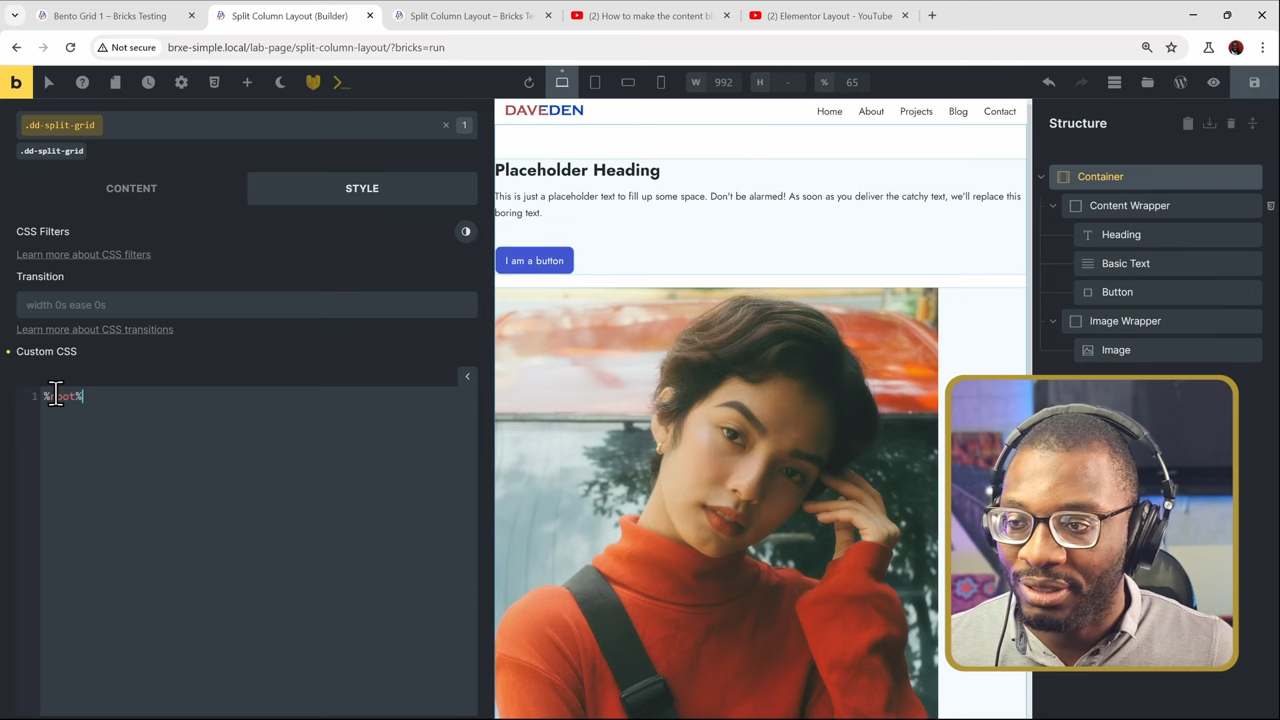 Bento Grid 1 – Bricks Testing
Split Column Layout (Builder)
Split Column Layout – Bricks Te
(2) How to make the content bl
(2) Elementor Layout - YouTube
Not secure
brxe-simple.local/lab-page/split-column-layout/?bricks=run
b
W 992 H - % 65
.dd-split-grid
1
.dd-split-grid
CONTENT
STYLE
CSS Filters
Learn more about CSS filters
Transition
width 0s ease 0s
Learn more about CSS transitions
Custom CSS
1 %root%
DAVEDEN
Home About Projects Blog Contact
Placeholder Heading
This is just a placeholder text to fill up some space. Don't be alarmed! As soon as you deliver the catchy text, we'll replace this
boring text.
I am a button
Structure
Container
Content Wrapper
Heading
Basic Text
Button
Image Wrapper
Image